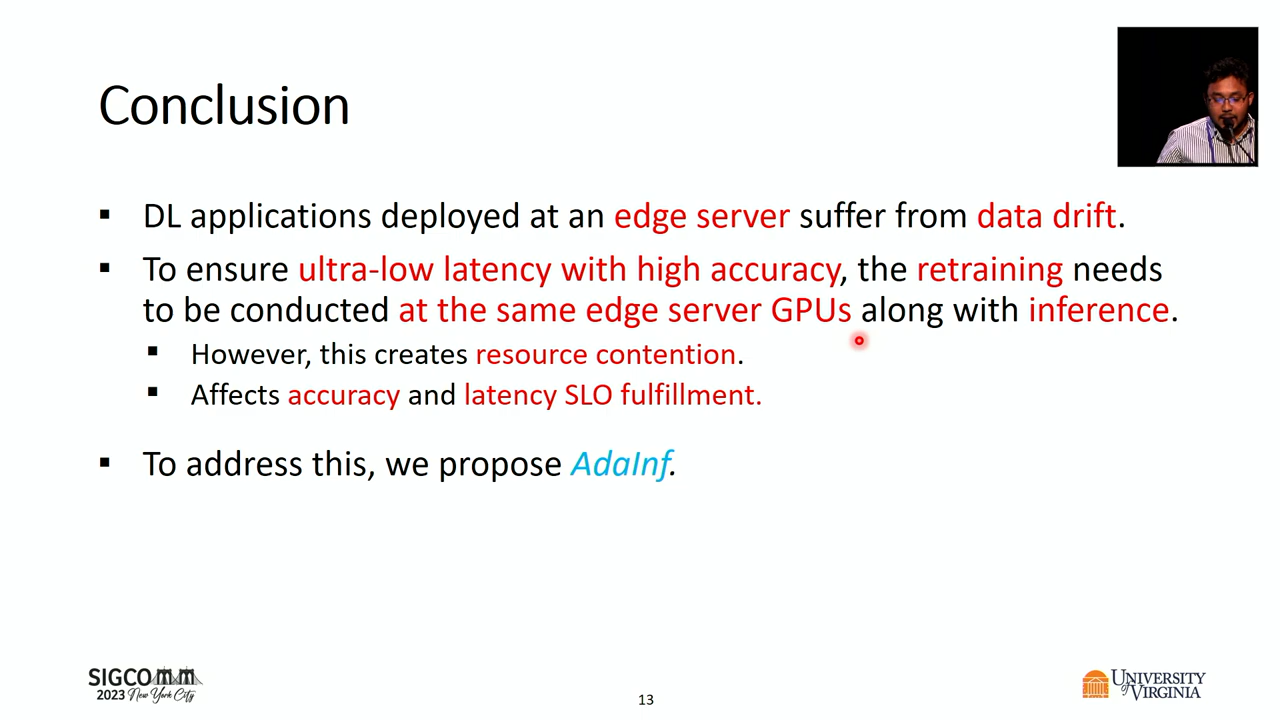 Conclusion
▪ DL applications deployed at an edge server suffer from data drift.
▪ To ensure ultra-low latency with high accuracy, the retraining needs
to be conducted at the same edge server GPUs along with inference.
▪ However, this creates resource contention.
▪ Affects accuracy and latency SLO fulfillment.
▪ To address this, we propose AdaInf.
SIGCOMM
2023 New York City
13
UNIVERSITY
of VIRGINIA